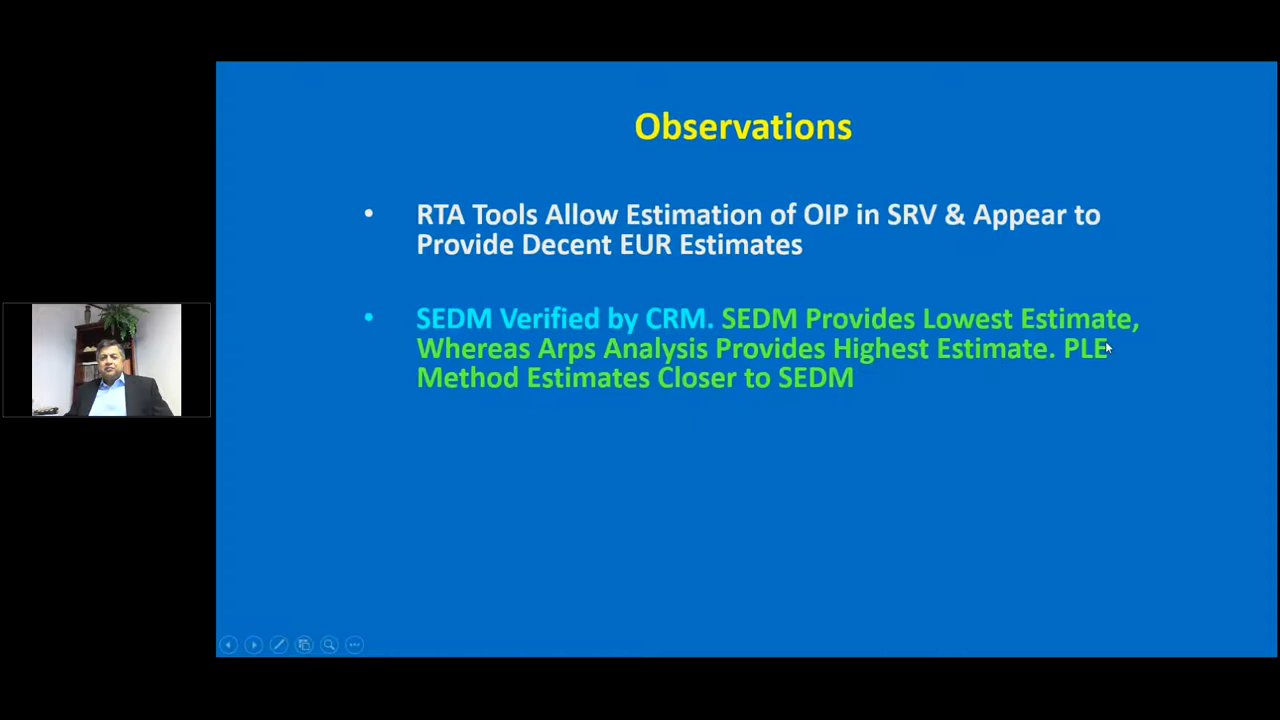 Observations
• RTA Tools Allow Estimation of OIP in SRV & Appear to
Provide Decent EUR Estimates
• SEDM Verified by CRM. SEDM Provides Lowest Estimate,
Whereas Arps Analysis Provides Highest Estimate. PLE
Method Estimates Closer to SEDM